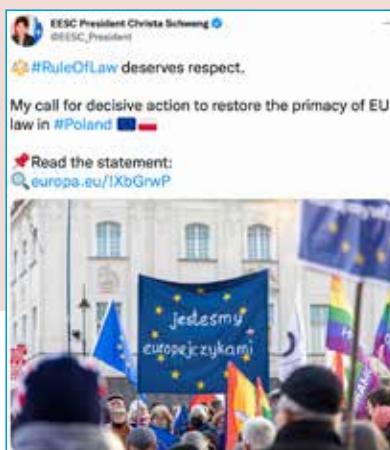 EESC President Christa Schweng
@EESC_President
#RuleOfLaw deserves respect.
My call for decisive action to restore the primacy of EU
law in #Poland
Read the statement:
europa.eu/!XbGrwP
jesteśmy
europejczykami